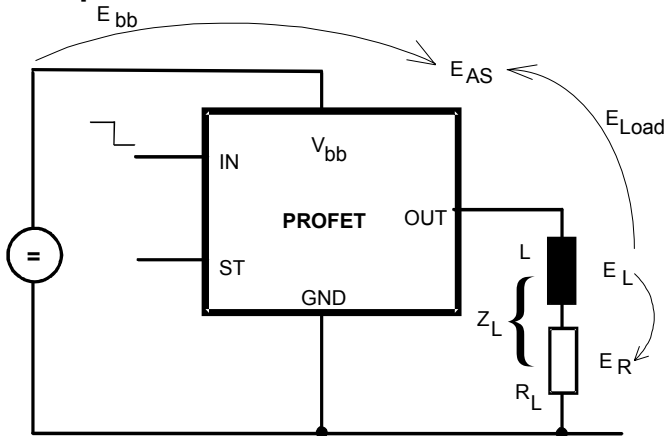 E bb
E AS
E Load
V bb
IN
PROFET
OUT
=
ST
L
E L
GND
Z L
{
E R
R L